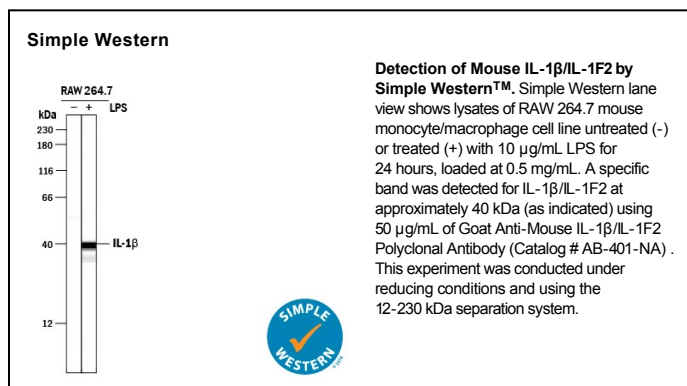 Simple Western
RAW 264.7
kDa
– + LPS
230
180
116
66
40
IL-1β
12
SIMPLE
WESTERN
Detection of Mouse IL-1β/IL-1F2 by
Simple Western™. Simple Western lane
view shows lysates of RAW 264.7 mouse
monocyte/macrophage cell line untreated (-)
or treated (+) with 10 µg/mL LPS for
24 hours, loaded at 0.5 mg/mL. A specific
band was detected for IL-1β/IL-1F2 at
approximately 40 kDa (as indicated) using
50 µg/mL of Goat Anti-Mouse IL-1β/IL-1F2
Polyclonal Antibody (Catalog # AB-401-NA) .
This experiment was conducted under
reducing conditions and using the
12-230 kDa separation system.